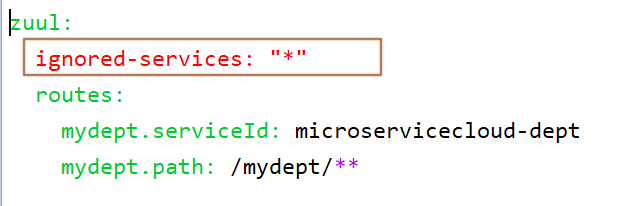 zuul:
  ignored-services: "*"
  routes:
    mydept.serviceId: microservicecloud-dept
    mydept.path: /mydept/**